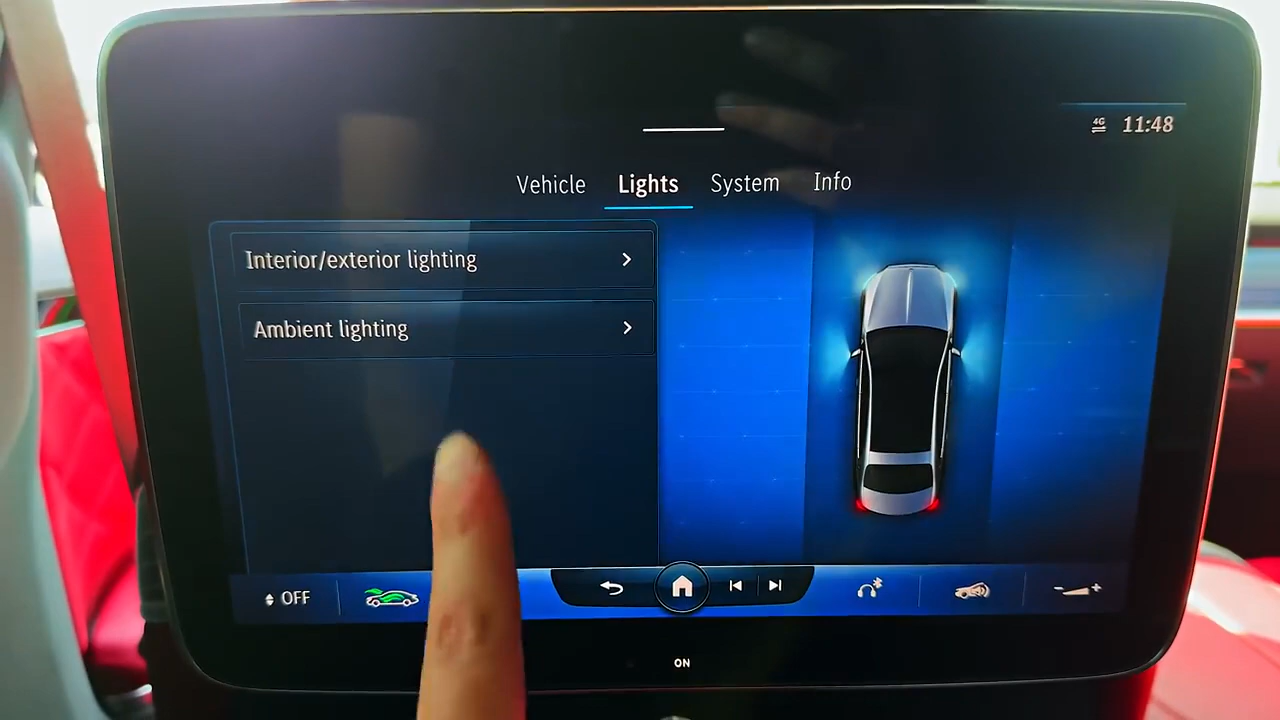 4G 11:48
Vehicle Lights System Info
Interior/exterior lighting
Ambient lighting
OFF
ON